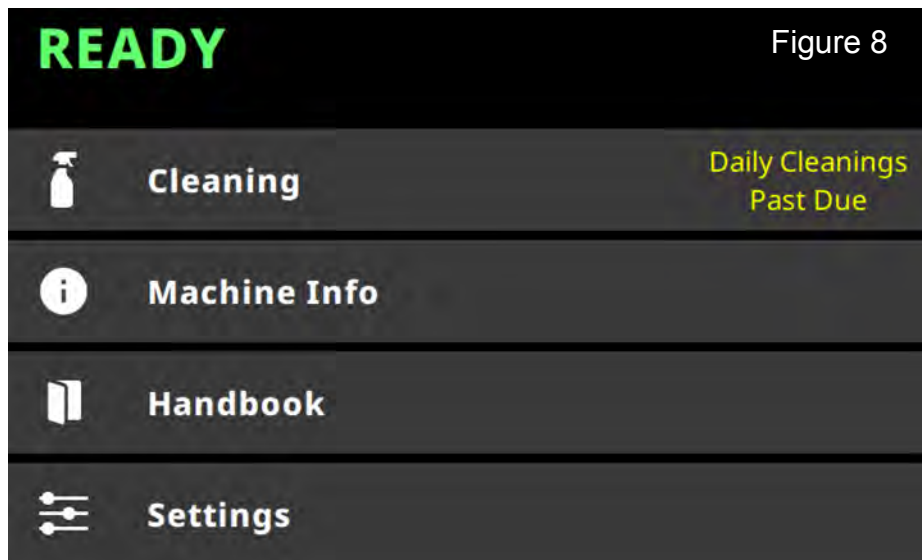 READY
Figure 8
Cleaning
Daily Cleanings
Past Due
Machine Info
Handbook
Settings